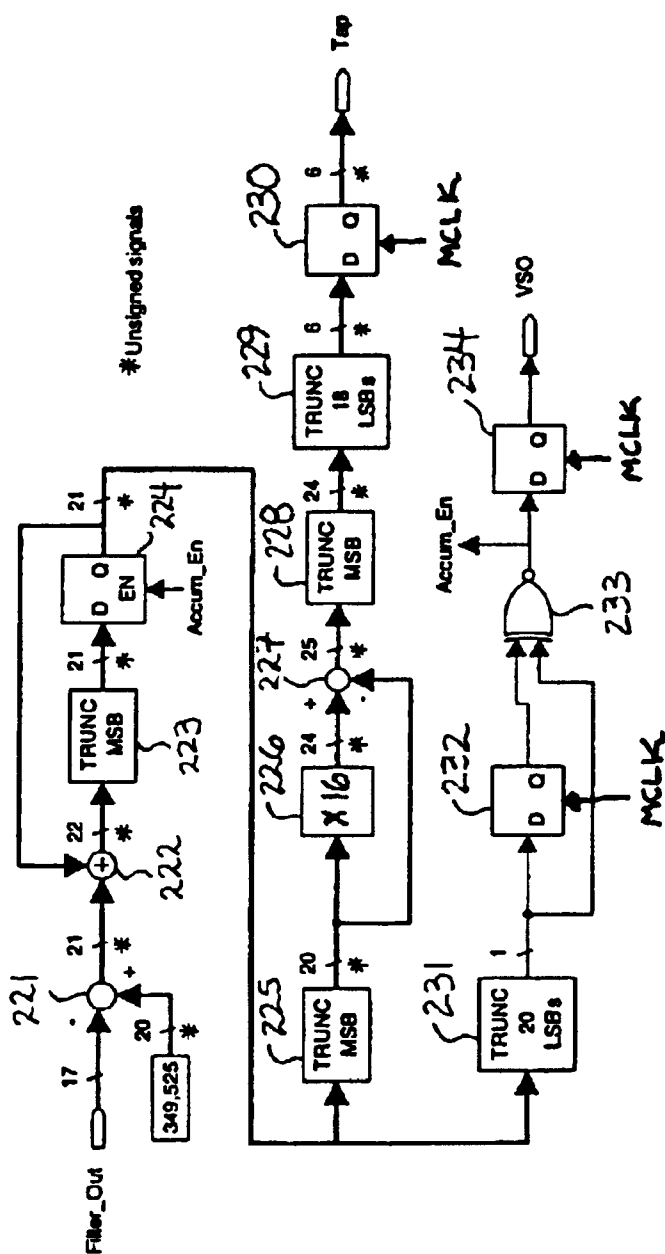 *Unsigned signals
Filter_Out
17
221
-
+
349,525
20
*
21
*
222
+
22
*
TRUNC
MSB
223
21
*
224
D Q
EN
Accum_En
21
*
225
TRUNC
MSB
20
*
226
X 16
24
*
227
+
-
25
*
228
TRUNC
MSB
24
*
229
TRUNC
18
LSBs
6
*
230
D Q
MCLK
6
*
Tap
231
TRUNC
20
LSBs
1
232
D Q
MCLK
233
Accum_En
234
D Q
MCLK
VSO